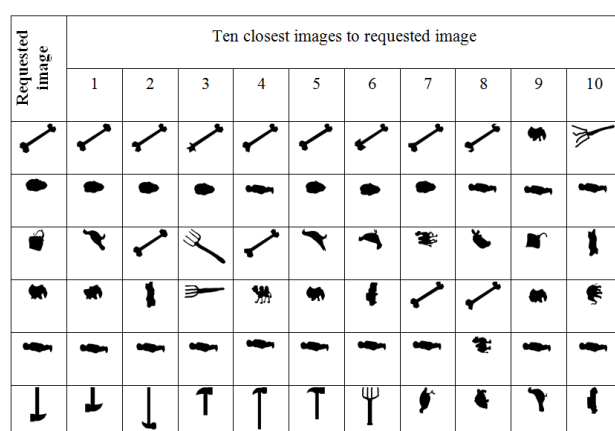 Requested
image
Ten closest images to requested image
1 2 3 4 5 6 7 8 9 10